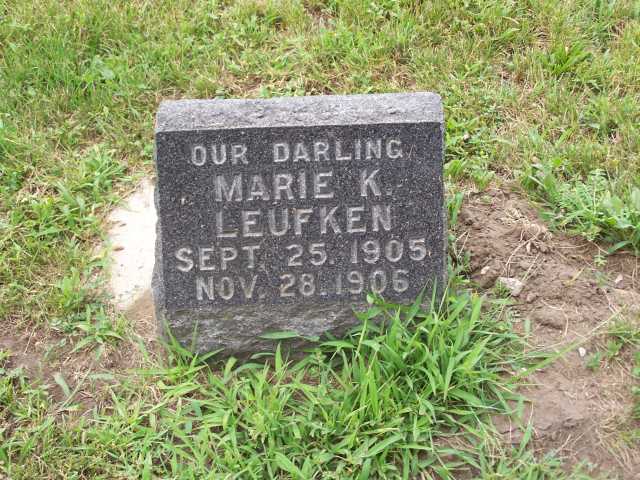 OUR DARLING
MARIE K.
LEUFKEN
SEPT. 25. 1905
NOV. 28. 1906